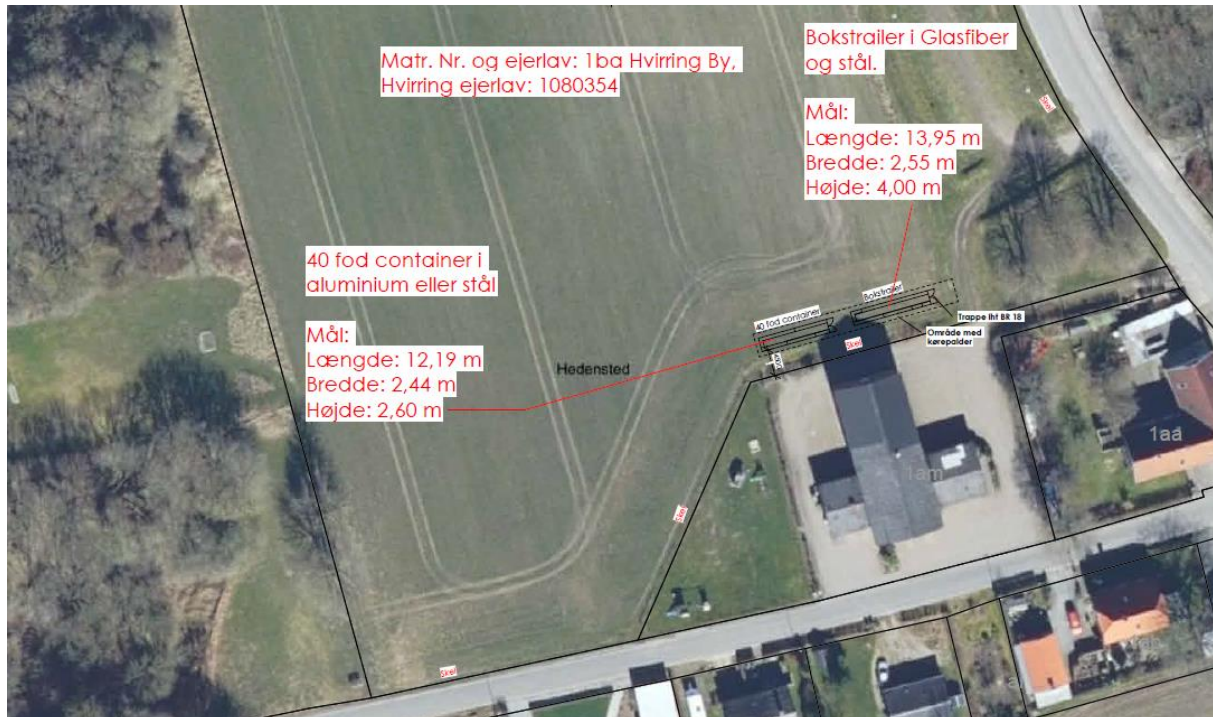 Matr. Nr. og ejerlav: 1ba Hvirring By,
Hvirring ejerlav: 1080354
Bokstrailer i Glasfiber
og stål.
Mål:
Længde: 13,95 m
Bredde: 2,55 m
Højde: 4,00 m
Skel
40 fod container i
aluminium eller stål
Mål:
Længde: 12,19 m
Bredde: 2,44 m
Højde: 2,60 m
Bokstrailer
40 fod container
Trappe Iht BR 18
Område med
kørepalder
Skel
Hedensted
1aa
1am
Skel
Skel